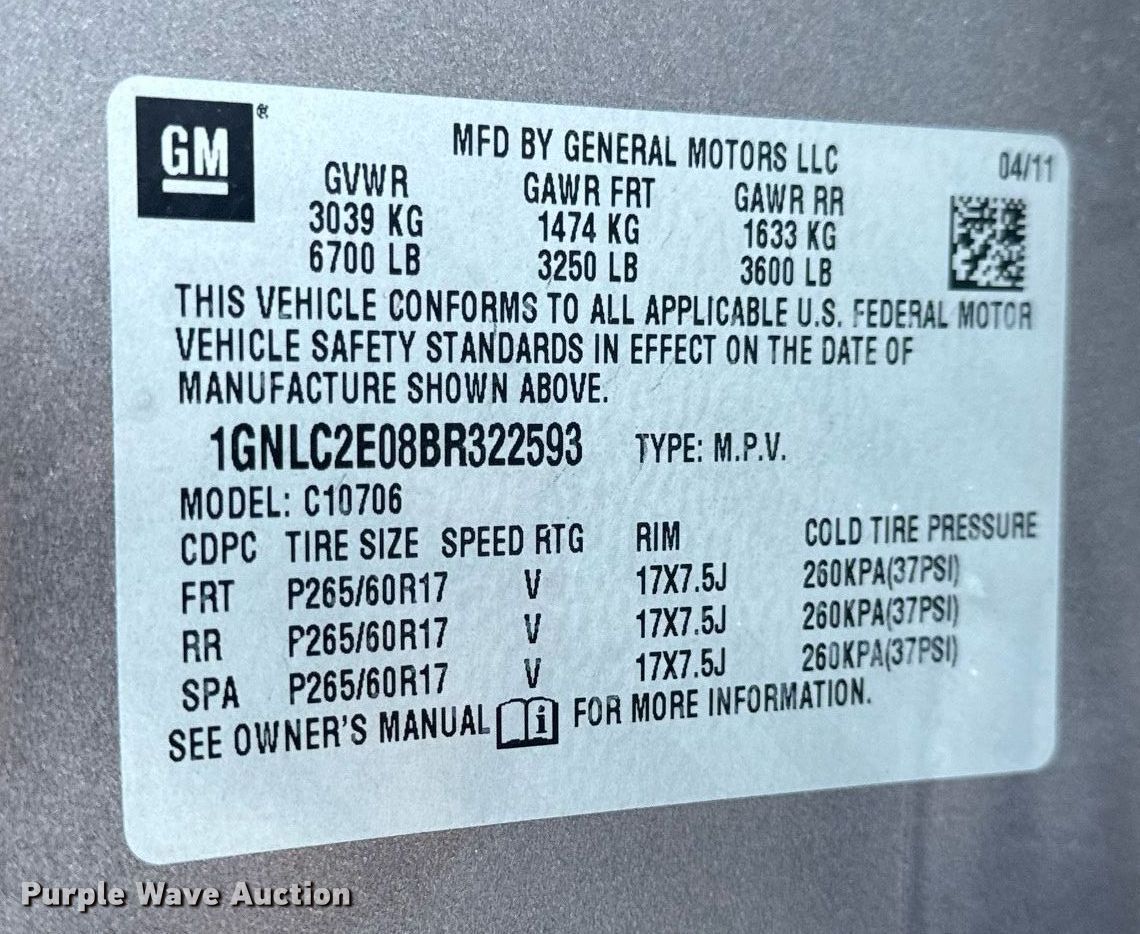 GM
MFD BY GENERAL MOTORS LLC 04/11
GVWR GAWR FRT GAWR RR
3039 KG 1474 KG 1633 KG
6700 LB 3250 LB 3600 LB
THIS VEHICLE CONFORMS TO ALL APPLICABLE U.S. FEDERAL MOTOR
VEHICLE SAFETY STANDARDS IN EFFECT ON THE DATE OF
MANUFACTURE SHOWN ABOVE.
1GNLC2E08BR322593 TYPE: M.P.V.
MODEL: C10706
CDPC TIRE SIZE SPEED RTG RIM COLD TIRE PRESSURE
FRT P265/60R17 V 17X7.5J 260KPA(37PSI)
RR P265/60R17 V 17X7.5J 260KPA(37PSI)
SPA P265/60R17 V 17X7.5J 260KPA(37PSI)
SEE OWNER'S MANUAL FOR MORE INFORMATION.
Purple Wave Auction